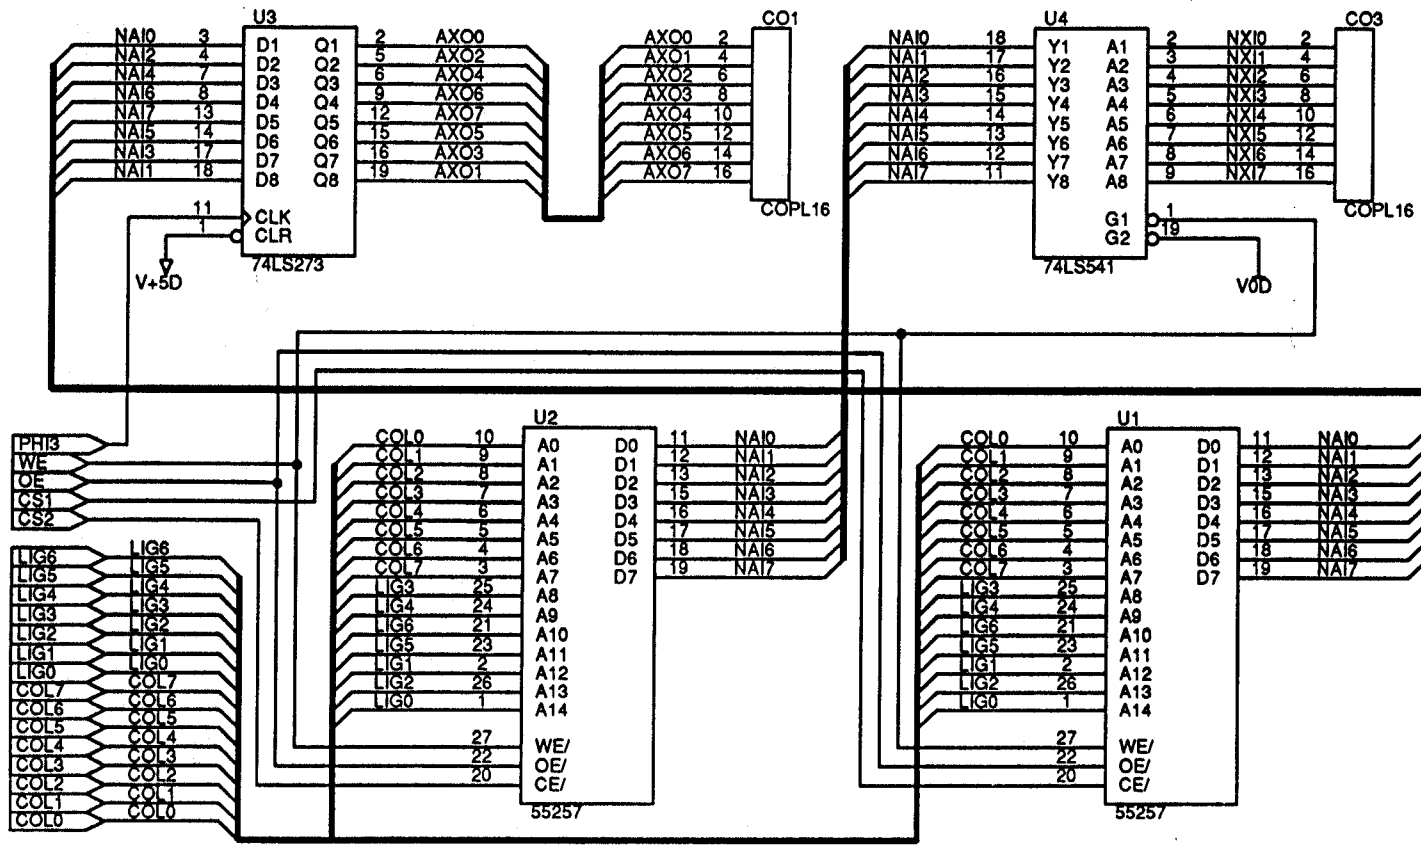 U3 CO1 U4 CO3
NAI0 3 D1 Q1 2 AXO0 AXO0 2 NAI0 18 Y1 A1 2 NXI0 2
NAI2 4 D2 Q2 5 AXO2 AXO1 4 NAI1 17 Y2 A2 3 NXI1 4
NAI4 7 D3 Q3 6 AXO4 AXO2 6 NAI2 16 Y3 A3 4 NXI2 6
NAI6 8 D4 Q4 9 AXO6 AXO3 8 NAI3 15 Y4 A4 5 NXI3 8
NAI7 13 D5 Q5 12 AXO7 AXO4 10 NAI4 14 Y5 A5 6 NXI4 10
NAI5 14 D6 Q6 15 AXO5 AXO5 12 NAI5 13 Y6 A6 7 NXI5 12
NAI3 17 D7 Q7 16 AXO3 AXO6 14 NAI6 12 Y7 A7 8 NXI6 14
NAI1 18 D8 Q8 19 AXO1 AXO7 16 NAI7 11 Y8 A8 9 NXI7 16
COPL16 COPL16
11 CLK G1 1
1 CLR G2 19
74LS273 74LS541
V+5D V0D
U2 U1
PHI3 COL0 10 A0 D0 11 NAI0 COL0 10 A0 D0 11 NAI0
WE COL1 9 A1 D1 12 NAI1 COL1 9 A1 D1 12 NAI1
OE COL2 8 A2 D2 13 NAI2 COL2 8 A2 D2 13 NAI2
CS1 COL3 7 A3 D3 15 NAI3 COL3 7 A3 D3 15 NAI3
CS2 COL4 6 A4 D4 16 NAI4 COL4 6 A4 D4 16 NAI4
COL5 5 A5 D5 17 NAI5 COL5 5 A5 D5 17 NAI5
LIG6 LIG6 COL6 4 A6 D6 18 NAI6 COL6 4 A6 D6 18 NAI6
LIG5 LIG5 COL7 3 A7 D7 19 NAI7 COL7 3 A7 D7 19 NAI7
LIG4 LIG4 LIG3 25 A8 LIG3 25 A8
LIG3 LIG3 LIG4 24 A9 LIG4 24 A9
LIG2 LIG2 LIG6 21 A10 LIG6 21 A10
LIG1 LIG1 LIG5 23 A11 LIG5 23 A11
LIG0 LIG0 LIG1 2 A12 LIG1 2 A12
COL7 COL7 LIG2 26 A13 LIG2 26 A13
COL6 COL6 LIG0 1 A14 LIG0 1 A14
COL5 COL5
COL4 COL4 27 WE/ 27 WE/
COL3 COL3 22 OE/ 22 OE/
COL2 COL2 20 CE/ 20 CE/
COL1 COL1
COL0 COL0 55257 55257